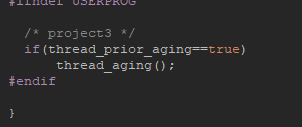 #ifndef USERPROG
/* project3 */
if(thread_prior_aging==true)
thread_aging();
#endif
}